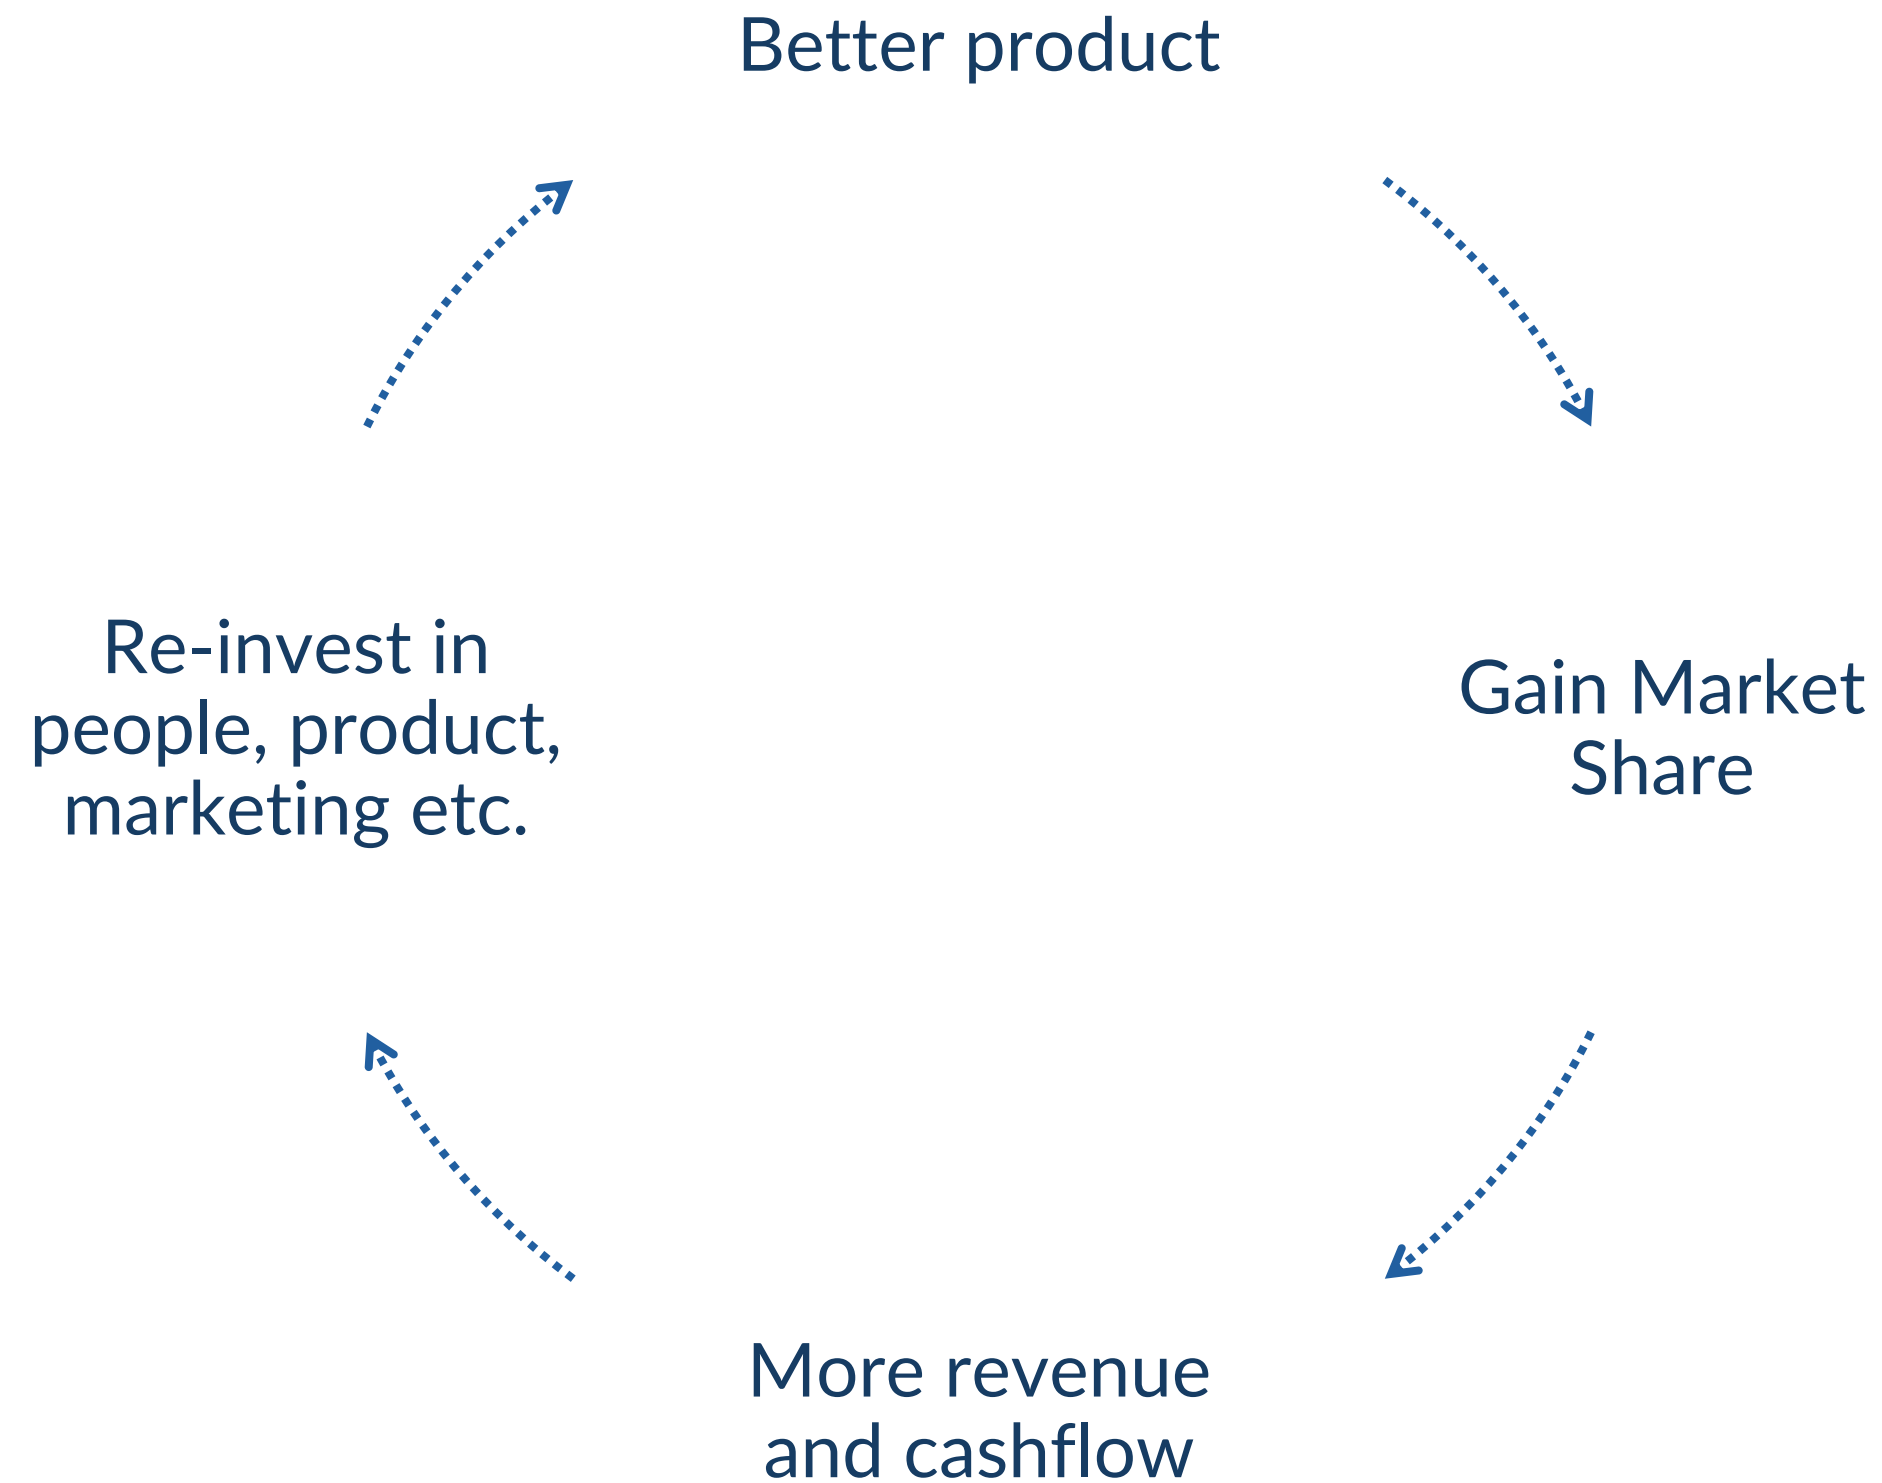 Better product
Re-invest in
people, product,
marketing etc.
Gain Market
Share
More revenue
and cashflow